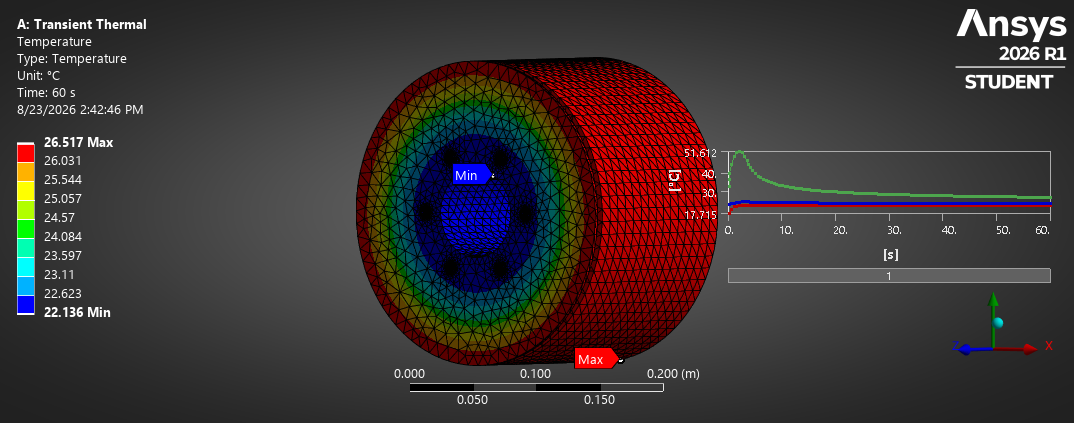 A: Transient Thermal
Temperature
Type: Temperature
Unit: °C
Time: 60 s
8/23/2026 2:42:46 PM
26.517 Max
26.031
25.544
25.057
24.57
24.084
23.597
23.11
22.623
22.136 Min
Ansys
2026 R1
STUDENT
Min
Max
0.000
0.100
0.200 (m)
0.050
0.150
51.612
40.
30.
17.715
[°C]
0.
10.
20.
30.
40.
50.
60.
[s]
1
Z
X